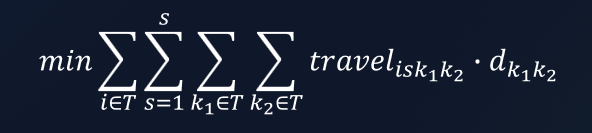 min ∑_{i∈T} ∑_{s=1}^{s} ∑_{k₁∈T} ∑_{k₂∈T} travel_{isk₁k₂} · d_{k₁k₂}